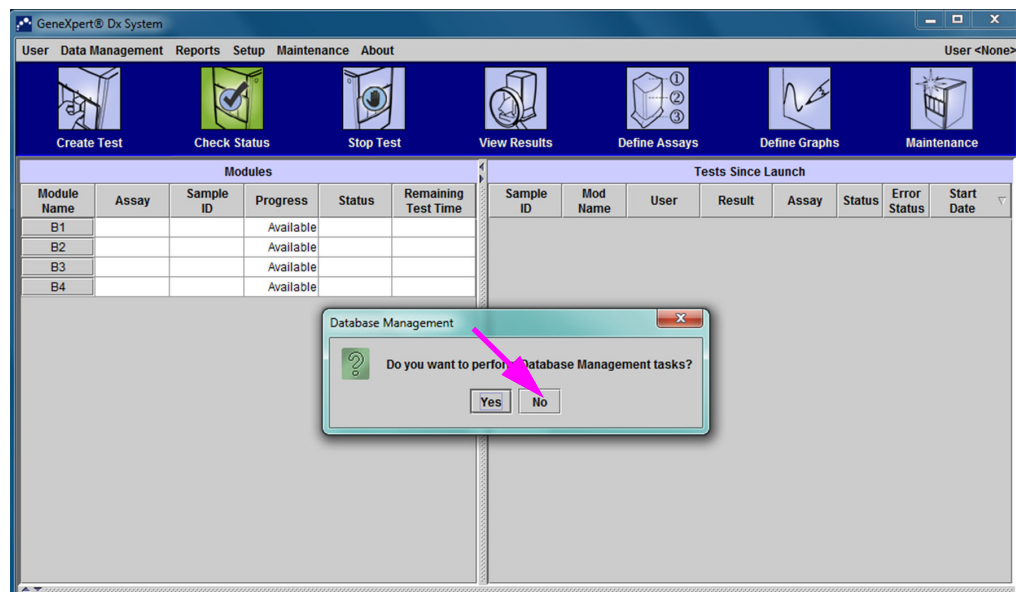 GeneXpert® Dx System
User Data Management Reports Setup Maintenance About
User <None>
Create Test
Check Status
Stop Test
View Results
Define Assays
Define Graphs
Maintenance
Modules
Module Name Assay Sample ID Progress Status Remaining Test Time
B1 Available
B2 Available
B3 Available
B4 Available
Tests Since Launch
Sample ID Mod Name User Result Assay Status Error Status Start Date
Database Management
Do you want to perform Database Management tasks?
Yes No